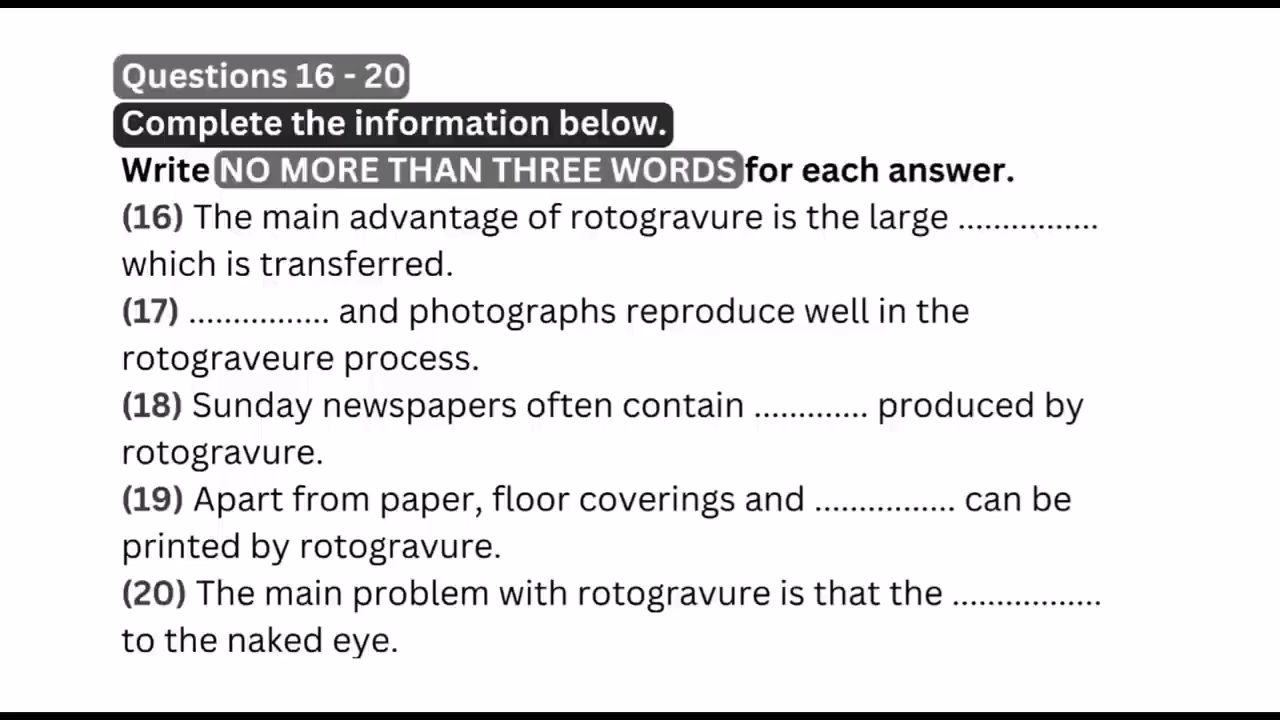 Questions 16 - 20
Complete the information below.
Write NO MORE THAN THREE WORDS for each answer.
(16) The main advantage of rotogravure is the large ................
which is transferred.
(17) ................ and photographs reproduce well in the
rotograveure process.
(18) Sunday newspapers often contain ............. produced by
rotogravure.
(19) Apart from paper, floor coverings and ................ can be
printed by rotogravure.
(20) The main problem with rotogravure is that the .................
to the naked eye.